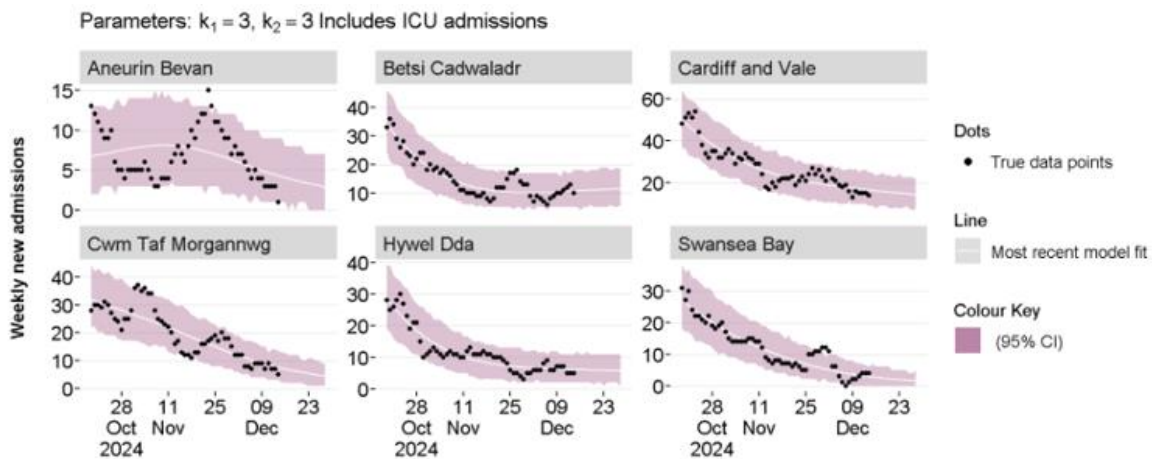 Parameters: k₁ = 3, k₂ = 3 Includes ICU admissions
Aneurin Bevan
Betsi Cadwaladr
Cardiff and Vale
15
10
5
0
40
30
20
10
60
40
20
Cwm Taf Morgannwg
Hywel Dda
Swansea Bay
40
30
20
10
0
40
30
20
10
0
30
20
10
0
28 11 25 09 23
Oct Nov Dec
2024
28 11 25 09 23
Oct Nov Dec
2024
28 11 25 09 23
Oct Nov Dec
2024
Weekly new admissions
Dots
True data points
Line
Most recent model fit
Colour Key
(95% CI)